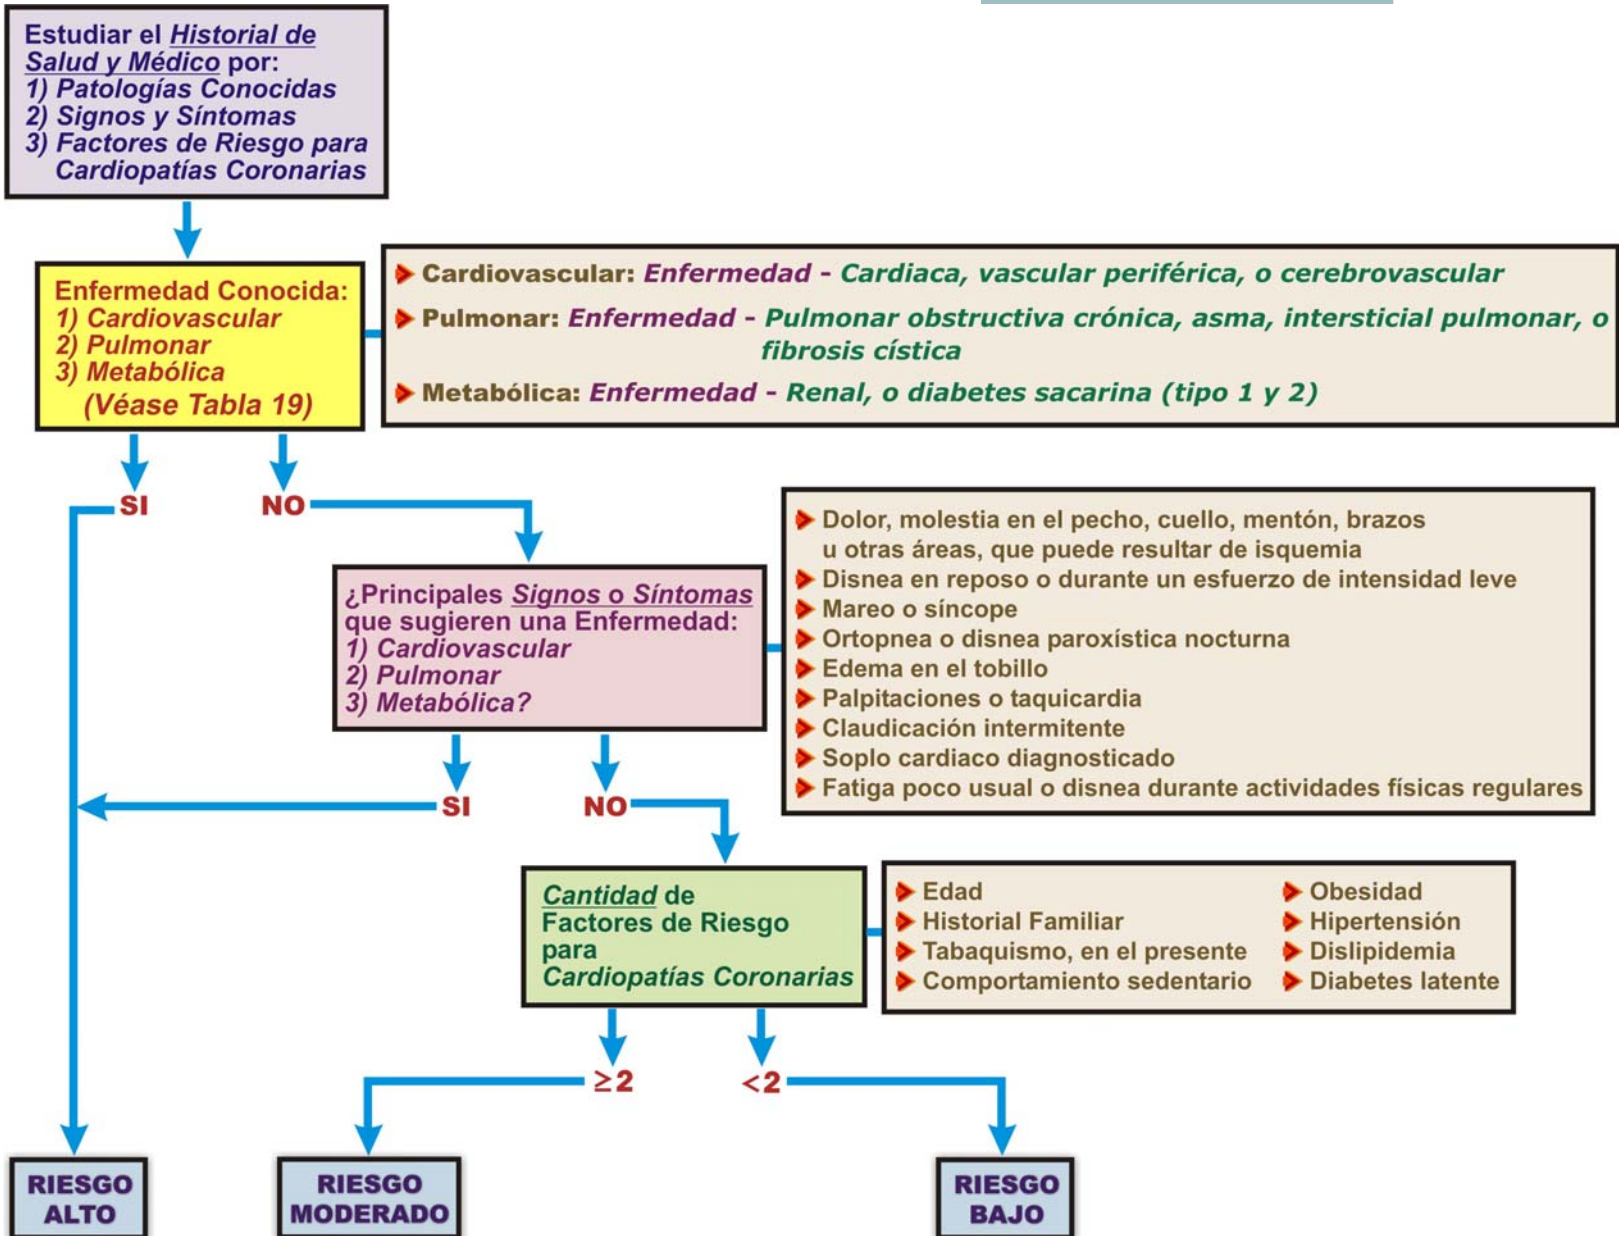 Estudiar el Historial de
Salud y Médico por:
1) Patologías Conocidas
2) Signos y Síntomas
3) Factores de Riesgo para
Cardiopatías Coronarias
Enfermedad Conocida:
1) Cardiovascular
2) Pulmonar
3) Metabólica
(Véase Tabla 19)
Cardiovascular: Enfermedad - Cardiaca, vascular periférica, o cerebrovascular
Pulmonar: Enfermedad - Pulmonar obstructiva crónica, asma, intersticial pulmonar, o
fibrosis cística
Metabólica: Enfermedad - Renal, o diabetes sacarina (tipo 1 y 2)
SI
NO
¿Principales Signos o Síntomas
que sugieren una Enfermedad:
1) Cardiovascular
2) Pulmonar
3) Metabólica?
Dolor, molestia en el pecho, cuello, mentón, brazos
u otras áreas, que puede resultar de isquemia
Disnea en reposo o durante un esfuerzo de intensidad leve
Mareo o síncope
Ortopnea o disnea paroxística nocturna
Edema en el tobillo
Palpitaciones o taquicardia
Claudicación intermitente
Soplo cardiaco diagnosticado
Fatiga poco usual o disnea durante actividades físicas regulares
SI
NO
Cantidad de
Factores de Riesgo
para
Cardiopatías Coronarias
Edad
Historial Familiar
Tabaquismo, en el presente
Comportamiento sedentario
Obesidad
Hipertensión
Dislipidemia
Diabetes latente
≥2
<2
RIESGO
ALTO
RIESGO
MODERADO
RIESGO
BAJO